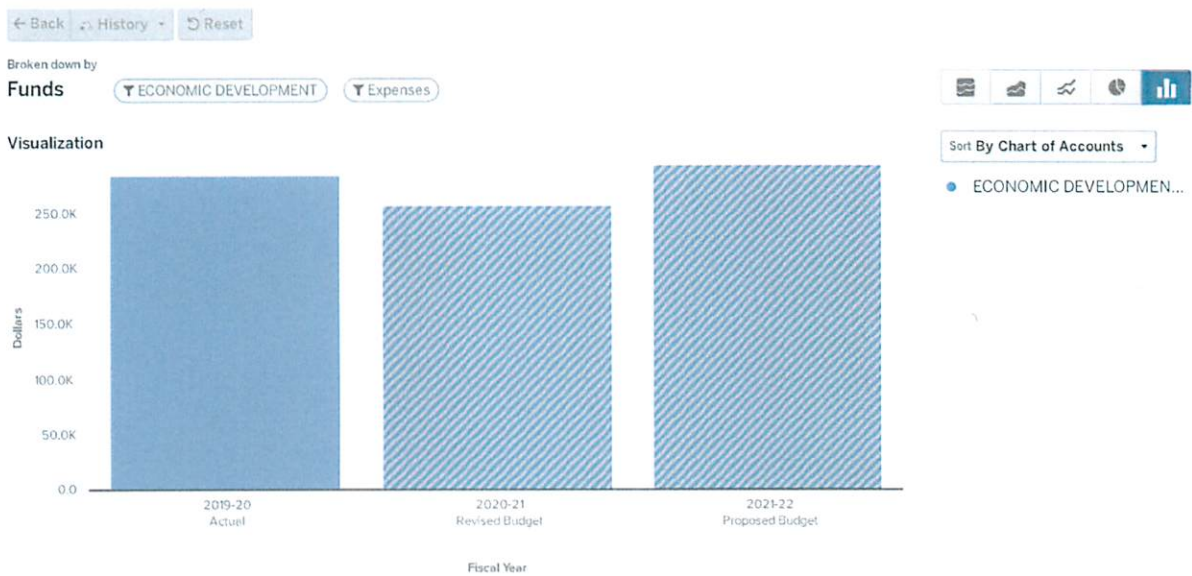 ← Back History ▾ Reset
Broken down by
Funds ECONOMIC DEVELOPMENT Expenses
Visualization
Sort By Chart of Accounts ▾
ECONOMIC DEVELOPMEN...
250.0K
200.0K
150.0K
100.0K
50.0K
0.0
Dollars
2019-20 2020-21 2021-22
Actual Revised Budget Proposed Budget
Fiscal Year